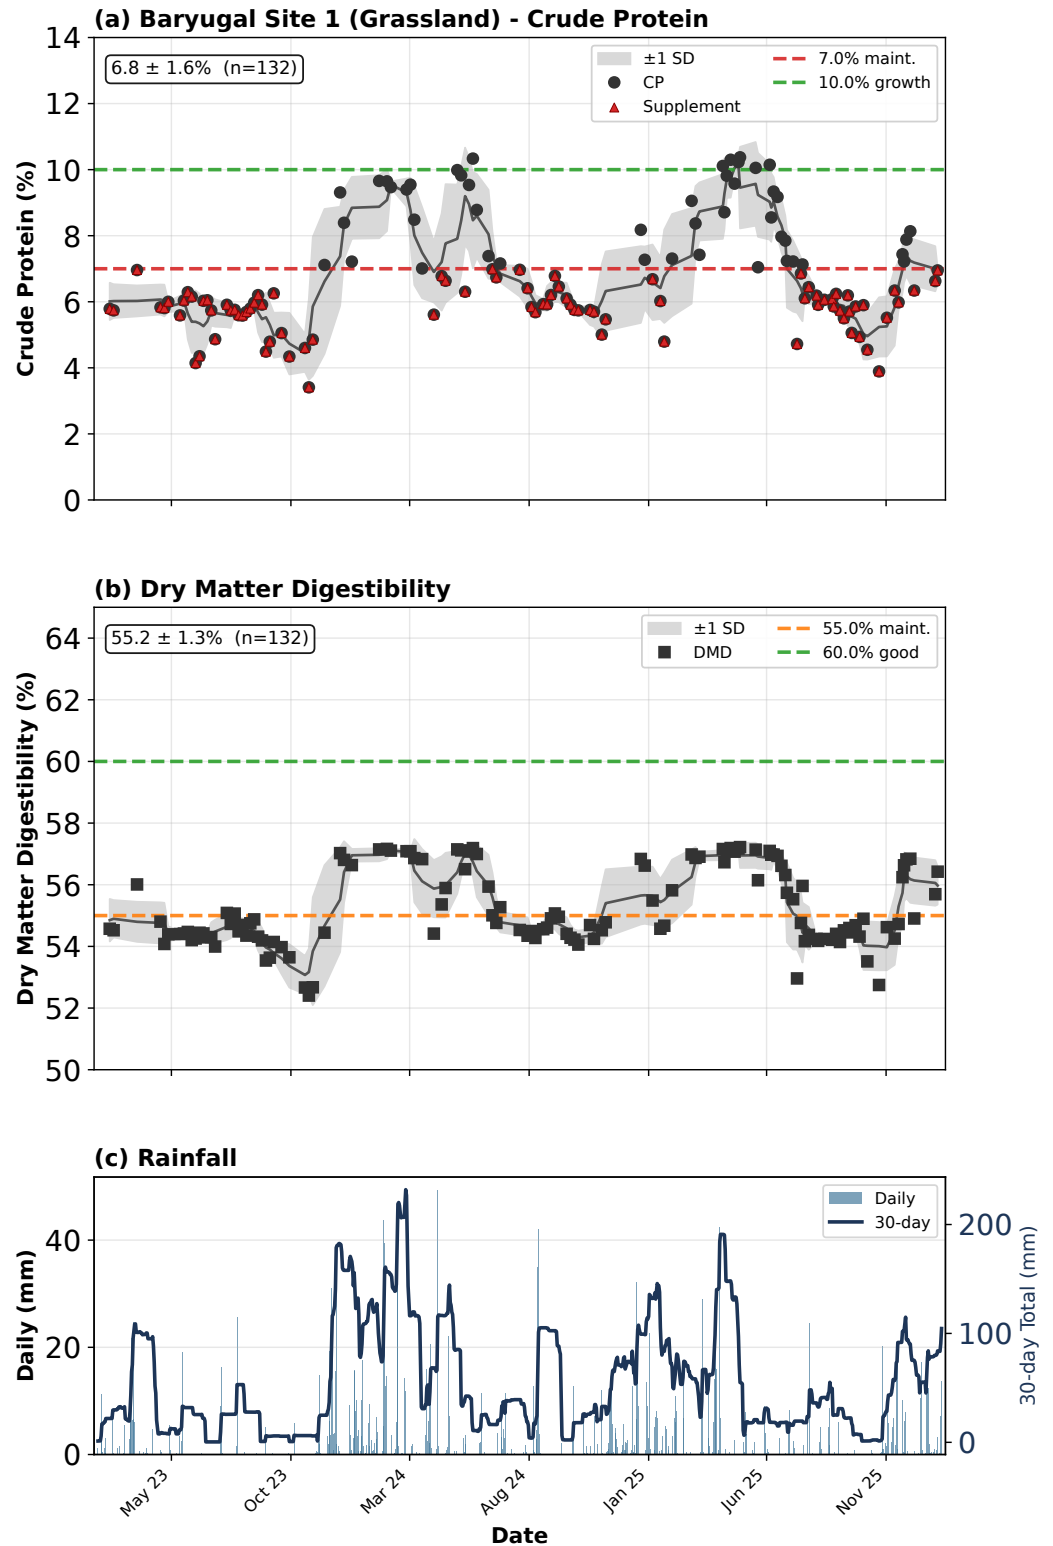 (a) Baryugal Site 1 (Grassland) - Crude Protein
14
12
10
8
6
4
2
0
Crude Protein (%)
6.8 ± 1.6%  (n=132)
±1 SD
CP
Supplement
7.0% maint.
10.0% growth
(b) Dry Matter Digestibility
64
62
60
58
56
54
52
50
Dry Matter Digestibility (%)
55.2 ± 1.3%  (n=132)
±1 SD
DMD
55.0% maint.
60.0% good
(c) Rainfall
40
20
0
Daily (mm)
Daily
30-day
200
100
0
30-day Total (mm)
May 23
Oct 23
Mar 24
Aug 24
Jan 25
Jun 25
Nov 25
Date